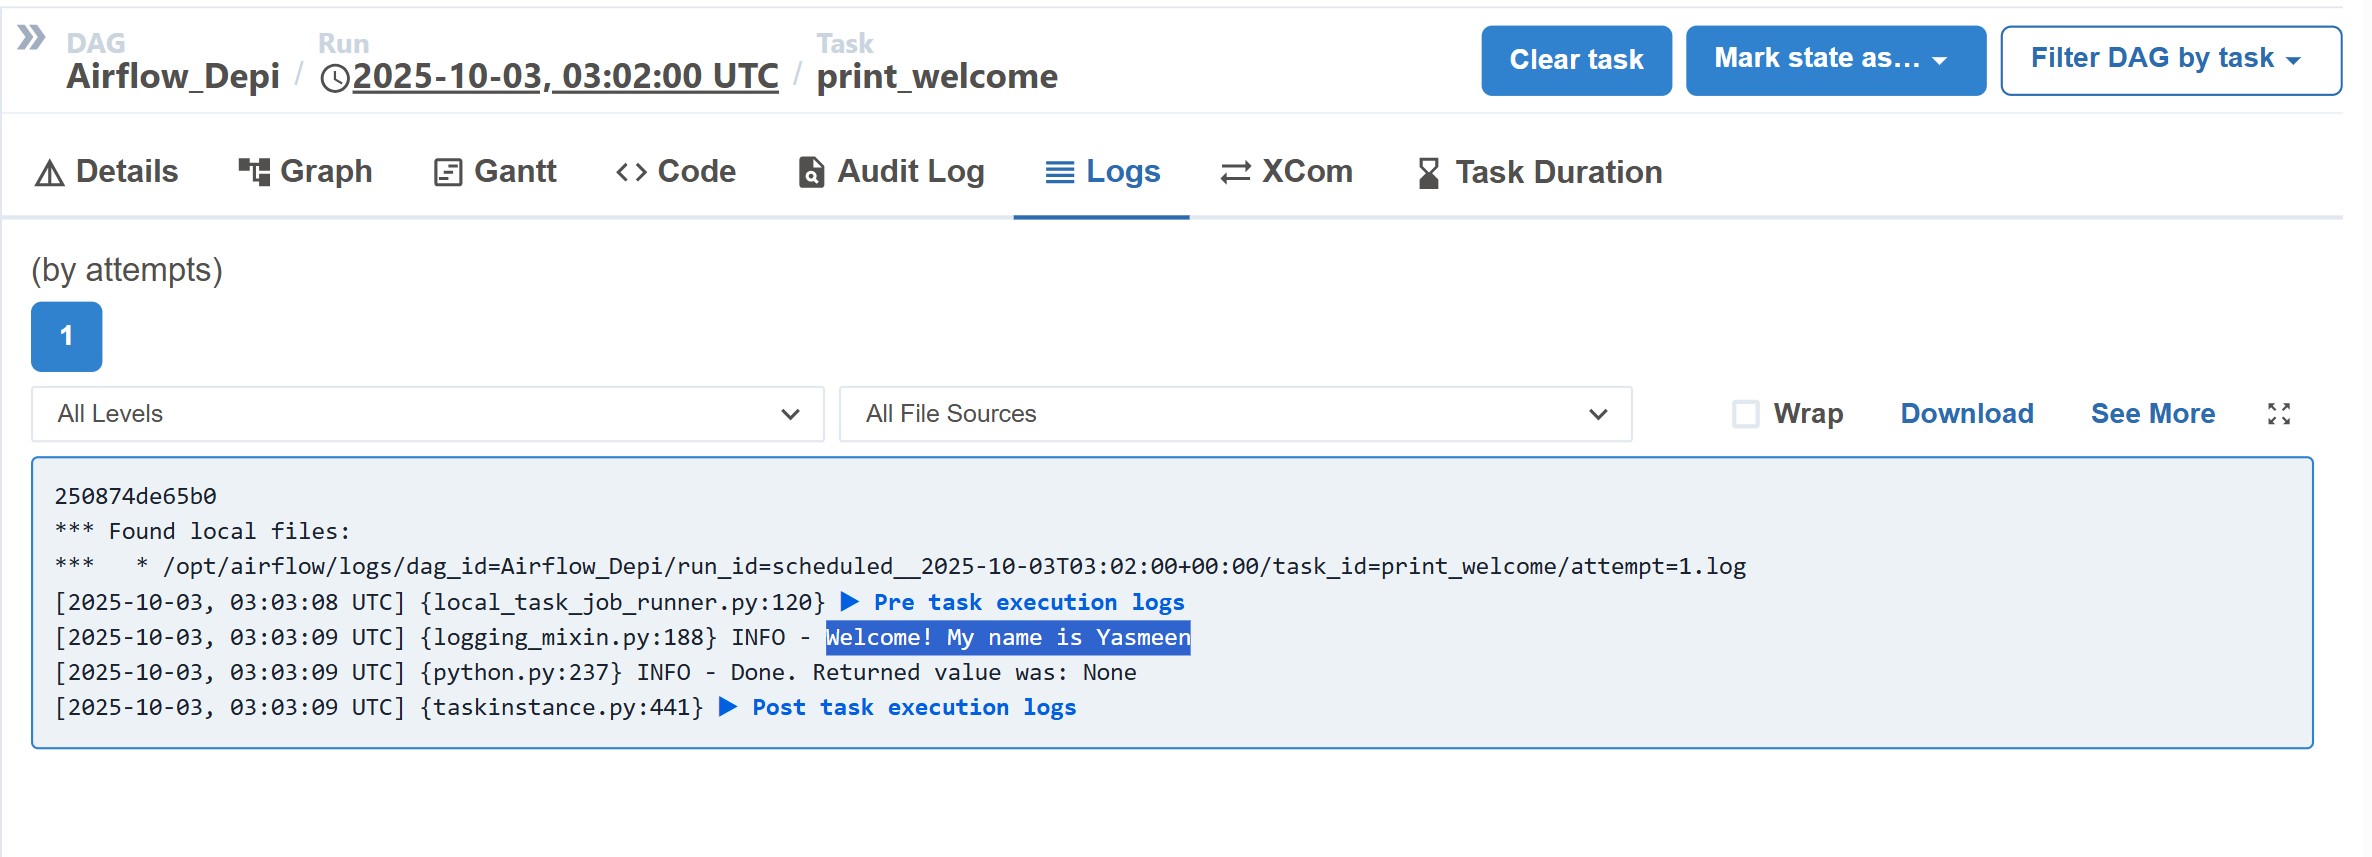 DAG
Airflow_Depi / Run
2025-10-03, 03:02:00 UTC / Task
print_welcome
Clear task
Mark state as...
Filter DAG by task
Details
Graph
Gantt
Code
Audit Log
Logs
XCom
Task Duration
(by attempts)
1
All Levels
All File Sources
Wrap
Download
See More
250874de65b0
*** Found local files:
***   * /opt/airflow/logs/dag_id=Airflow_Depi/run_id=scheduled__2025-10-03T03:02:00+00:00/task_id=print_welcome/attempt=1.log
[2025-10-03, 03:03:08 UTC] {local_task_job_runner.py:120} ▶ Pre task execution logs
[2025-10-03, 03:03:09 UTC] {logging_mixin.py:188} INFO - Welcome! My name is Yasmeen
[2025-10-03, 03:03:09 UTC] {python.py:237} INFO - Done. Returned value was: None
[2025-10-03, 03:03:09 UTC] {taskinstance.py:441} ▶ Post task execution logs